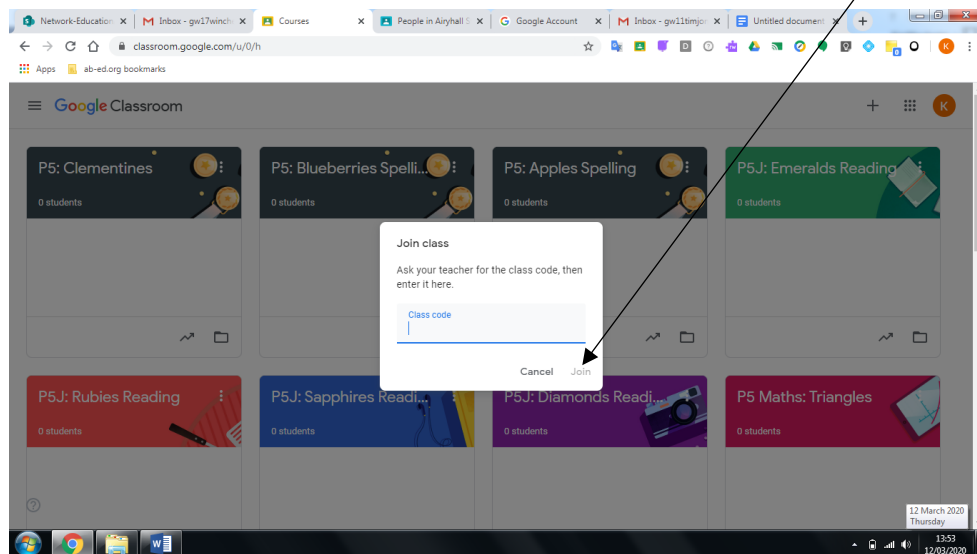 Network-Education
Inbox - gw17winch
Courses
People in Airyhall S
Google Account
Inbox - gw11timjor
Untitled document
classroom.google.com/u/0/h
Apps
ab-ed.org bookmarks
Google Classroom
K
P5: Clementines
0 students
P5: Blueberries Spelli...
0 students
P5: Apples Spelling
0 students
P5J: Emeralds Reading
0 students
Join class
Ask your teacher for the class code, then
enter it here.
Class code
Cancel
Join
P5J: Rubies Reading
0 students
P5J: Sapphires Readi...
0 students
P5J: Diamonds Readi...
0 students
P5 Maths: Triangles
0 students
12 March 2020
Thursday
13:53
12/03/2020